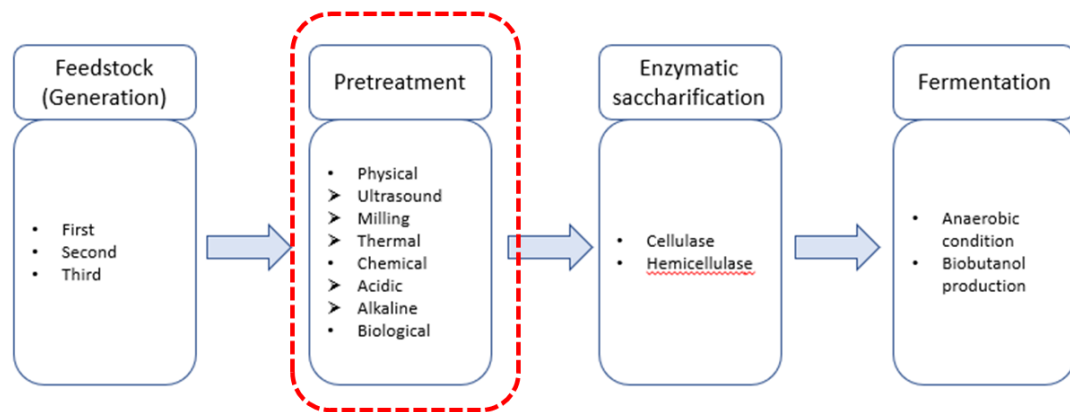 Feedstock
(Generation)
• First
• Second
• Third
Pretreatment
• Physical
➤ Ultrasound
➤ Milling
➤ Thermal
• Chemical
➤ Acidic
➤ Alkaline
• Biological
Enzymatic
saccharification
• Cellulase
• Hemicellulase
Fermentation
• Anaerobic
condition
• Biobutanol
production